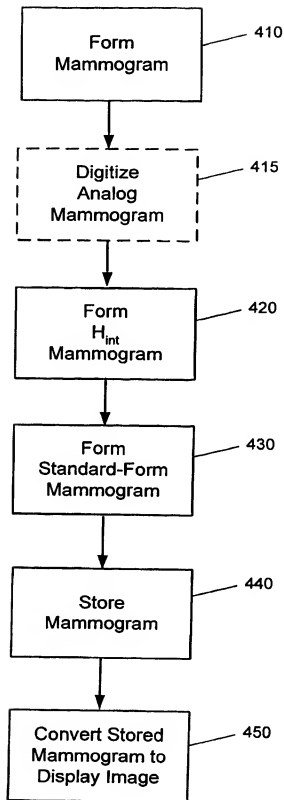 Form
Mammogram
410
Digitize
Analog
Mammogram
415
Form
H_int
Mammogram
420
Form
Standard-Form
Mammogram
430
Store
Mammogram
440
Convert Stored
Mammogram to
Display Image
450